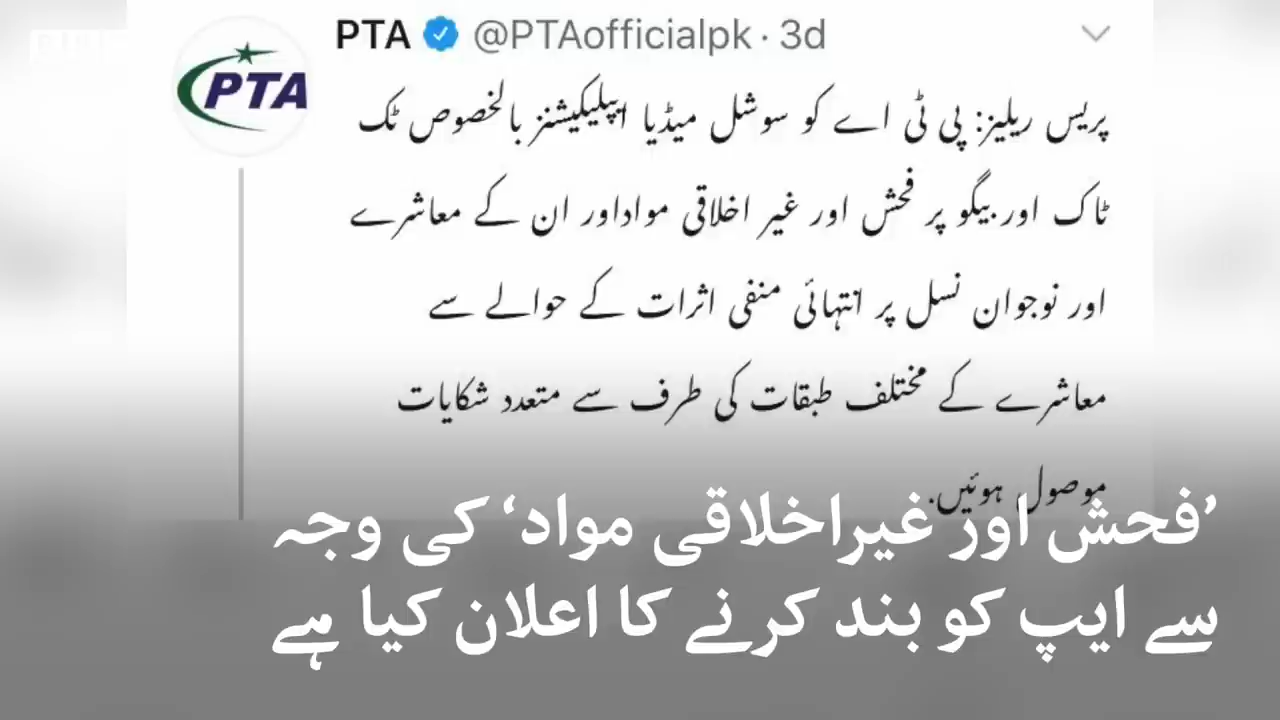 PTA @PTAofficialpk · 3d
PTA
پریس ریلیز: پی ٹی اے کو سوشل میڈیا ایپلیکیشنز بالخصوص ٹک
ٹاک اور بیگو پر فحش اور غیر اخلاقی مواداور ان کے معاشرے
اور نوجوان نسل پر انتہائی منفی اثرات کے حوالے سے
معاشرے کے مختلف طبقات کی طرف سے متعدد شکایات
موصول ہوئیں.
’فحش اور غیراخلاقی مواد‘ کی وجہ
سے ایپ کو بند کرنے کا اعلان کیا ہے